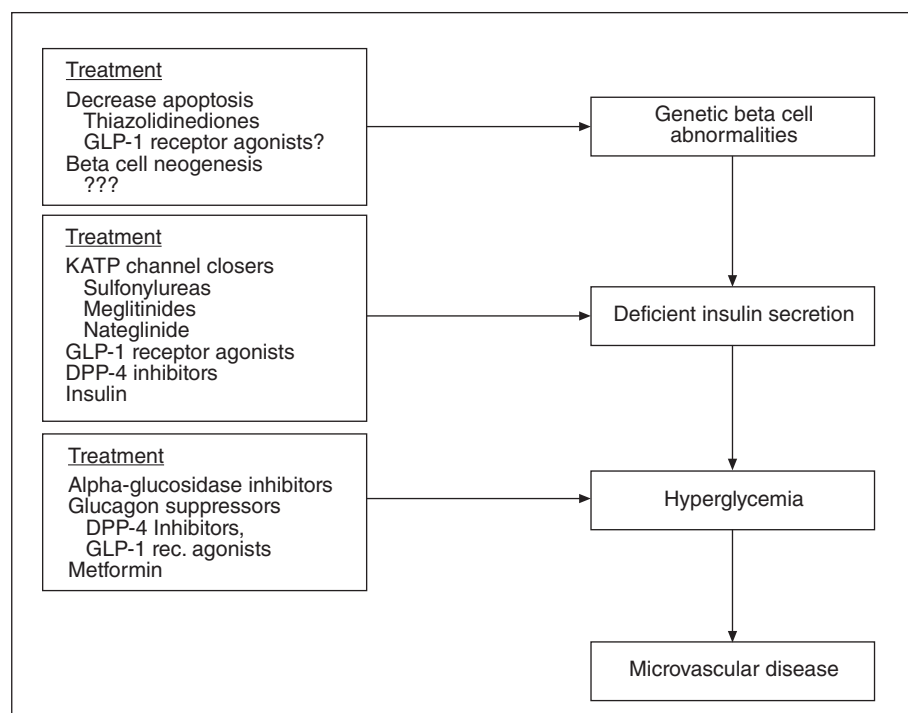 Treatment
Decrease apoptosis
Thiazolidinediones
GLP-1 receptor agonists?
Beta cell neogenesis
???
Genetic beta cell
abnormalities
Treatment
KATP channel closers
Sulfonylureas
Meglitinides
Nateglinide
GLP-1 receptor agonists
DPP-4 inhibitors
Insulin
Deficient insulin secretion
Treatment
Alpha-glucosidase inhibitors
Glucagon suppressors
DPP-4 Inhibitors,
GLP-1 rec. agonists
Metformin
Hyperglycemia
Microvascular disease